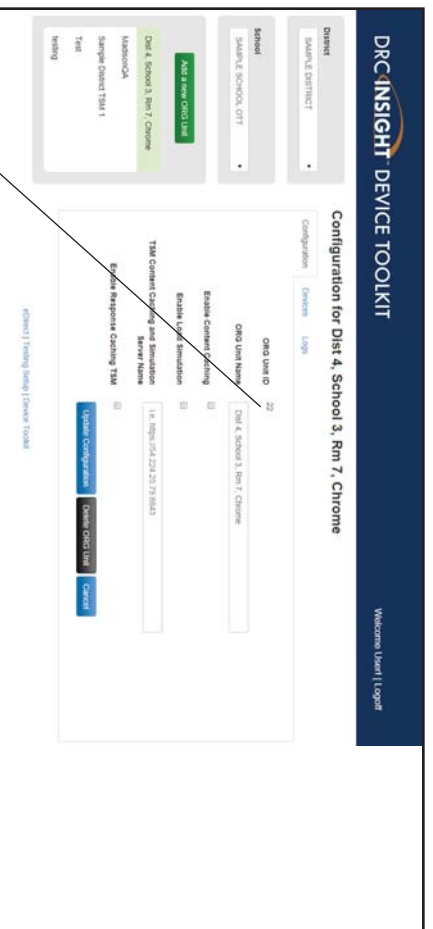 DRC INSIGHT™ DEVICE TOOLKIT
Welcome User! | Logoff
District
SAMPLE DISTRICT
School
SAMPLE SCHOOL OTT
Add a new ORG Unit
Dist 4, School 3, Rm 7, Chrome
MadisonQA
Sample District TSM 1
Test
testing
Configuration for Dist 4, School 3, Rm 7, Chrome
Configuration Devices Logs
ORG Unit ID 22
ORG Unit Name Dist 4, School 3, Rm 7, Chrome
Enable Content Caching
Enable Load Simulation
TSM Content Caching and Simulation
Server Name
i.e. https://54.224.20.79:8643
Enable Response Caching TSM
Update Configuration Delete ORG Unit Cancel
eDirect | Testing Setup | Device Toolkit